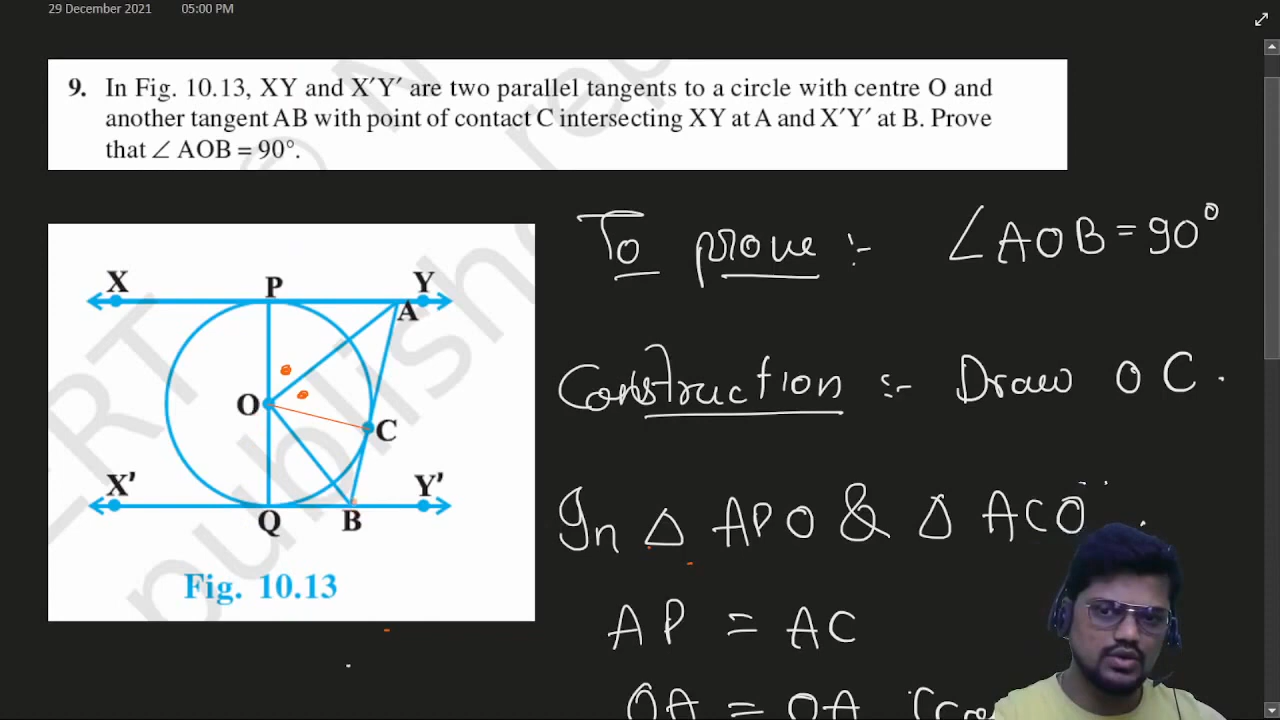 29 December 2021 05:00 PM
9. In Fig. 10.13, XY and X′Y′ are two parallel tangents to a circle with centre O and
another tangent AB with point of contact C intersecting XY at A and X′Y′ at B. Prove
that ∠ AOB = 90°.
To prove :- ∠AOB = 90°
X P Y
A
Construction :- Draw OC.
O
C
X' Y'
Q B
In △ APO & △ ACO
Fig. 10.13
AP = AC
OA = OA